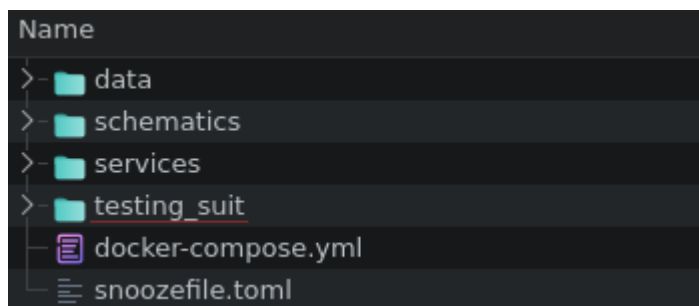 Name
data
schematics
services
testing_suit
docker-compose.yml
snoozefile.toml